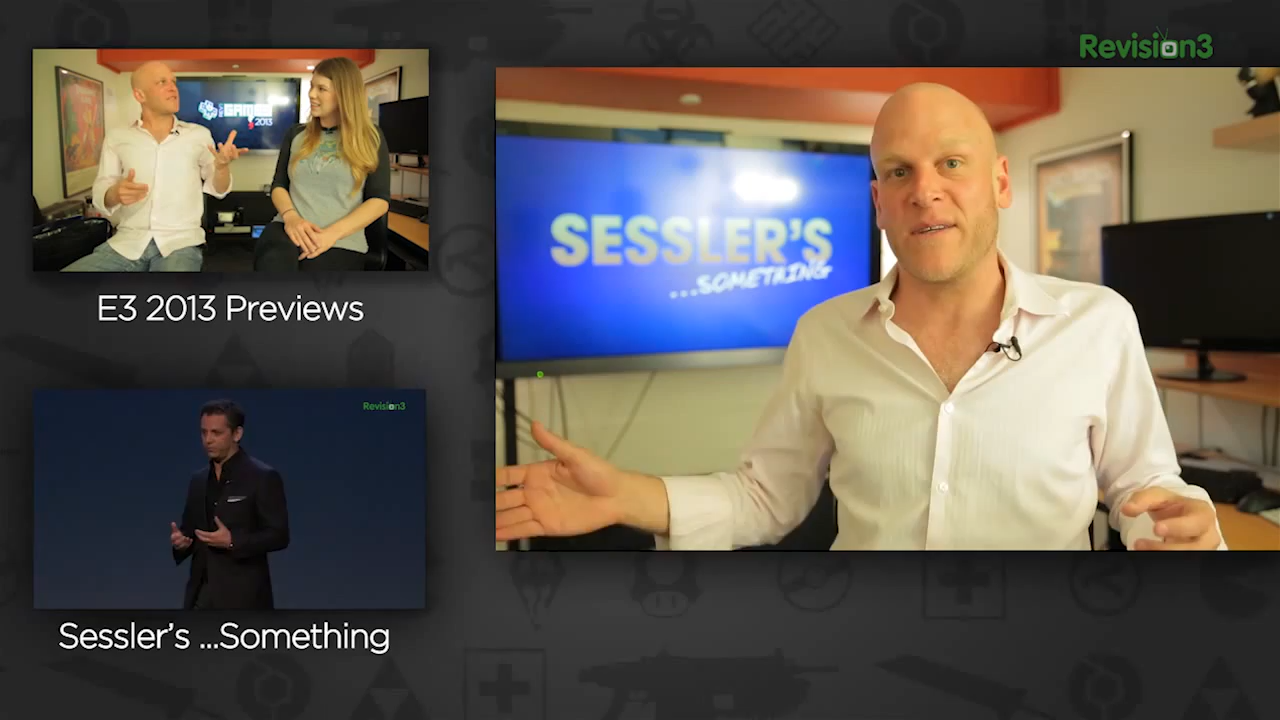 Revision3
GAMES
2013
E3 2013 Previews
SESSLER'S
...SOMETHING
Revision3
Sessler's ...Something